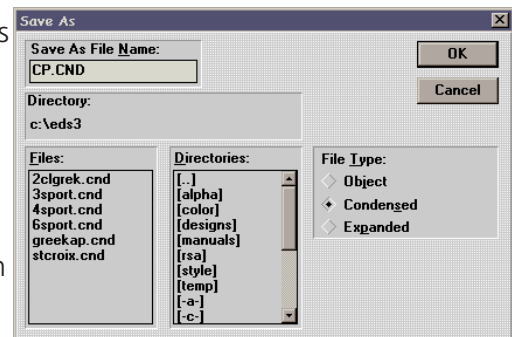 Save As
s
Save As File Name:
CP.CND
OK
Cancel
Directory:
c:\eds3
Files:
2clgrek.cnd
3sport.cnd
4sport.cnd
6sport.cnd
greekap.cnd
stcroix.cnd
Directories:
[..]
[alpha]
[color]
[designs]
[manuals]
[rsa]
[style]
[temp]
[-a-]
[-c-]
File Type:
Object
Condensed
Expanded